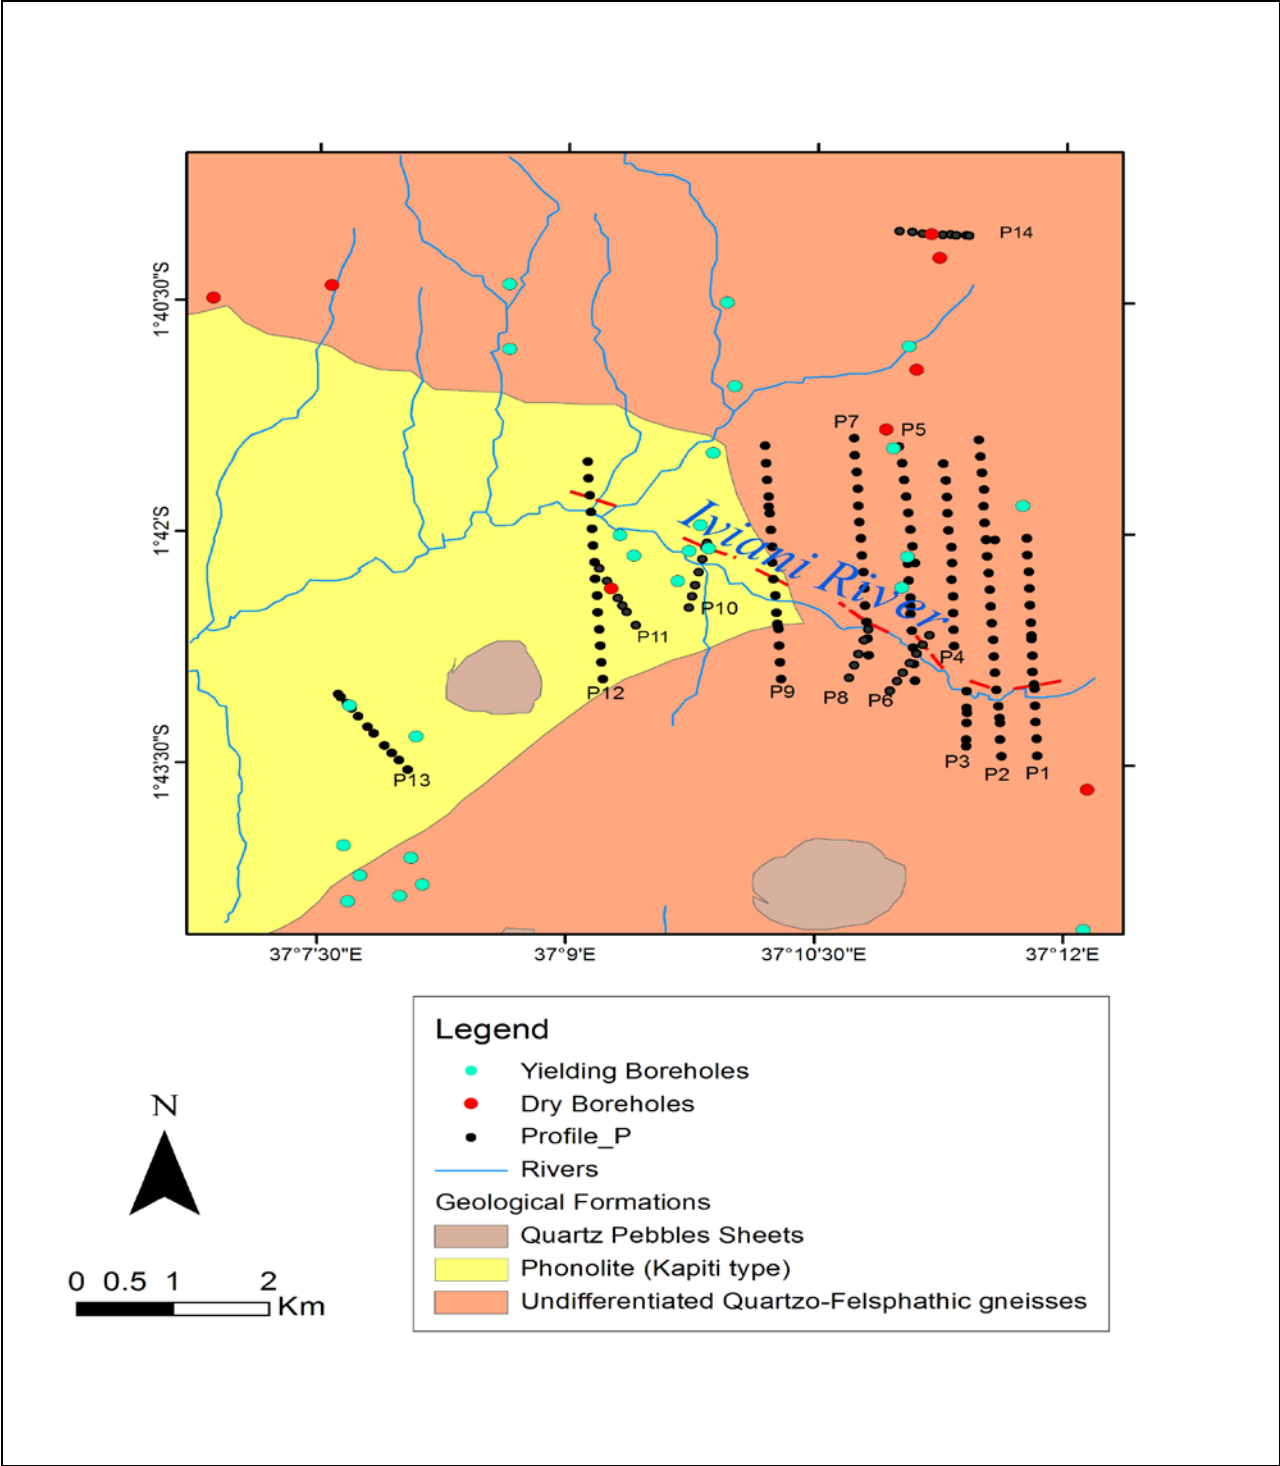 P14
1°40'30"S
P7
P5
1°42'S
Iviani River
P10
P11
P4
P12
P9
P8
P6
1°43'30"S
P13
P3
P2
P1
37°7'30"E
37°9'E
37°10'30"E
37°12'E
Legend
Yielding Boreholes
Dry Boreholes
Profile_P
Rivers
Geological Formations
Quartz Pebbles Sheets
Phonolite (Kapiti type)
Undifferentiated Quartzo-Felsphathic gneisses
N
0 0.5 1 2
Km